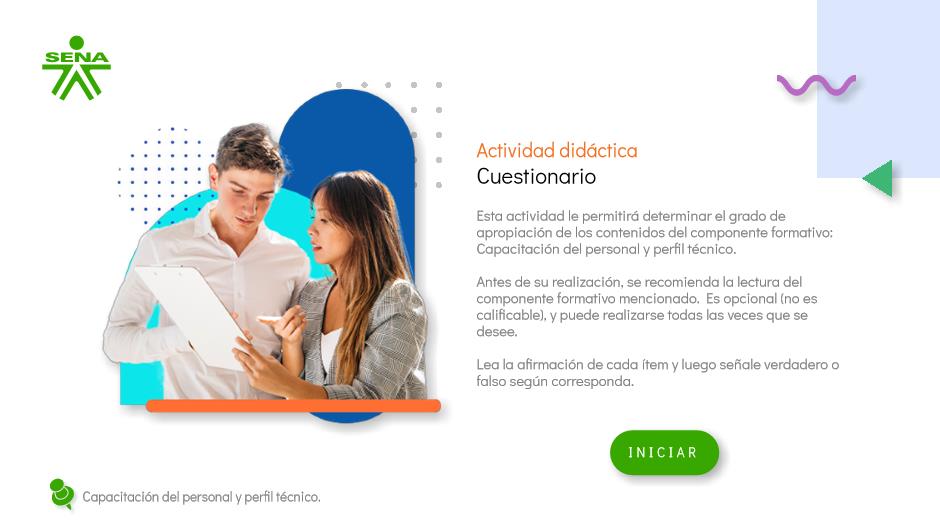 SENA
Actividad didáctica
Cuestionario
Esta actividad le permitirá determinar el grado de
apropiación de los contenidos del componente formativo:
Capacitación del personal y perfil técnico.
Antes de su realización, se recomienda la lectura del
componente formativo mencionado. Es opcional (no es
calificable), y puede realizarse todas las veces que se
desee.
Lea la afirmación de cada ítem y luego señale verdadero o
falso según corresponda.
INICIAR
Capacitación del personal y perfil técnico.